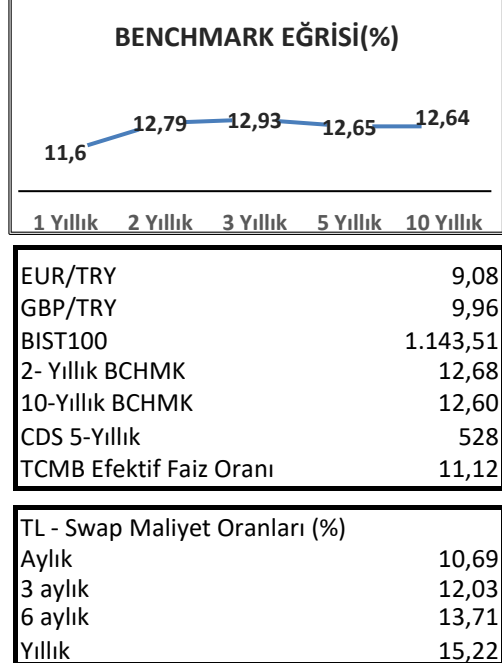 BENCHMARK EĞRİSİ(%)
11,6 12,79 12,93 12,65 12,64
1 Yıllık 2 Yıllık 3 Yıllık 5 Yıllık 10 Yıllık
EUR/TRY 9,08
GBP/TRY 9,96
BIST100 1.143,51
2- Yıllık BCHMK 12,68
10-Yıllık BCHMK 12,60
CDS 5-Yıllık 528
TCMB Efektif Faiz Oranı 11,12
TL - Swap Maliyet Oranları (%)
Aylık 10,69
3 aylık 12,03
6 aylık 13,71
Yıllık 15,22